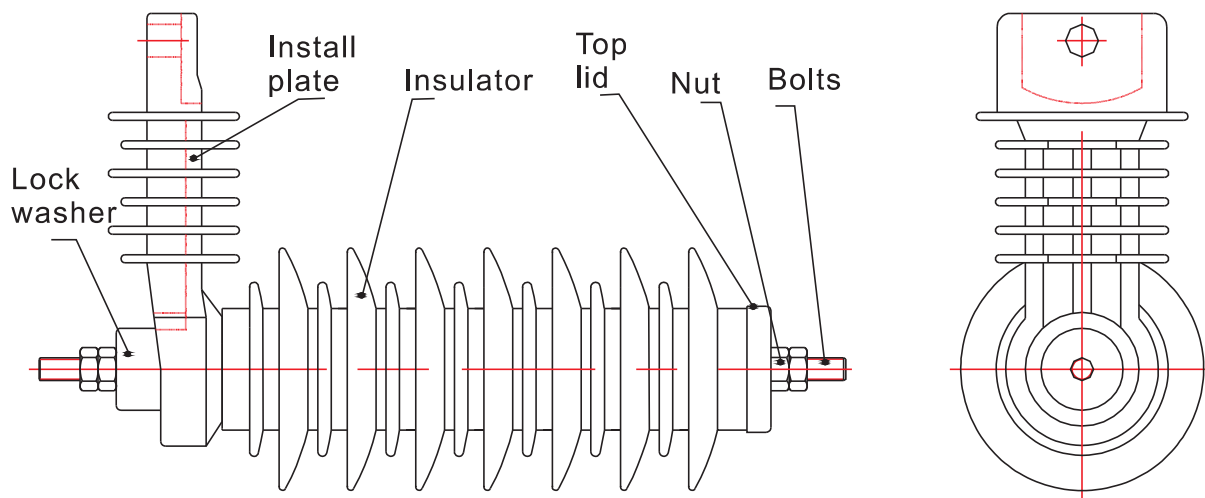 Install
plate
Insulator
Top
lid
Nut
Bolts
Lock
washer